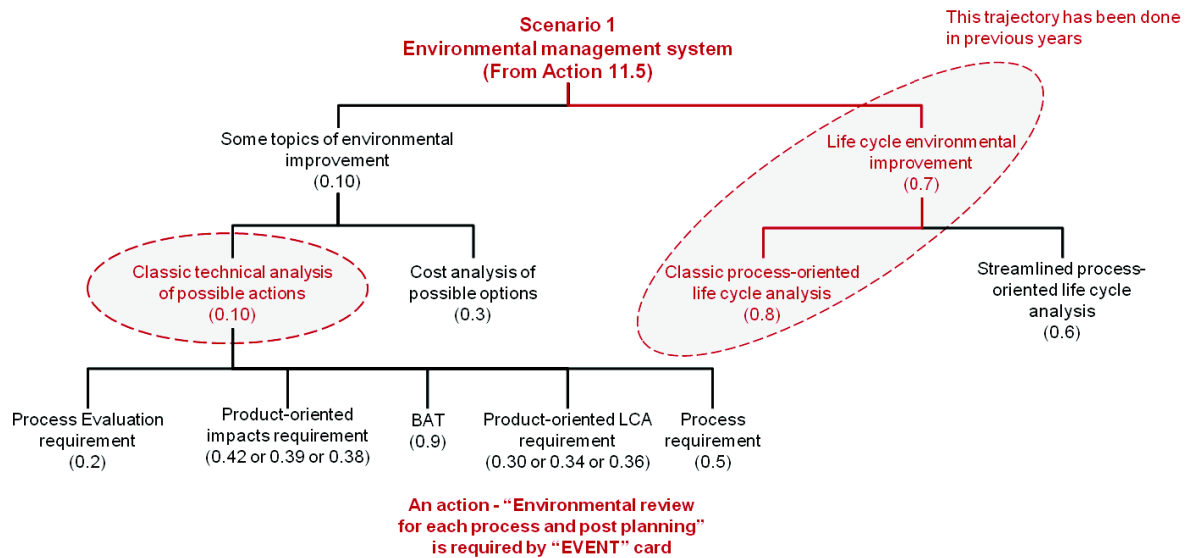 Scenario 1
Environmental management system
(From Action 11.5)
This trajectory has been done
in previous years
Some topics of environmental
improvement
(0.10)
Life cycle environmental
improvement
(0.7)
Classic technical analysis
of possible actions
(0.10)
Cost analysis of
possible options
(0.3)
Classic process-oriented
life cycle analysis
(0.8)
Streamlined process-
oriented life cycle
analysis
(0.6)
Process Evaluation
requirement
(0.2)
Product-oriented
impacts requirement
(0.42 or 0.39 or 0.38)
BAT
(0.9)
Product-oriented LCA
requirement
(0.30 or 0.34 or 0.36)
Process
requirement
(0.5)
An action - “Environmental review
for each process and post planning”
is required by “EVENT” card